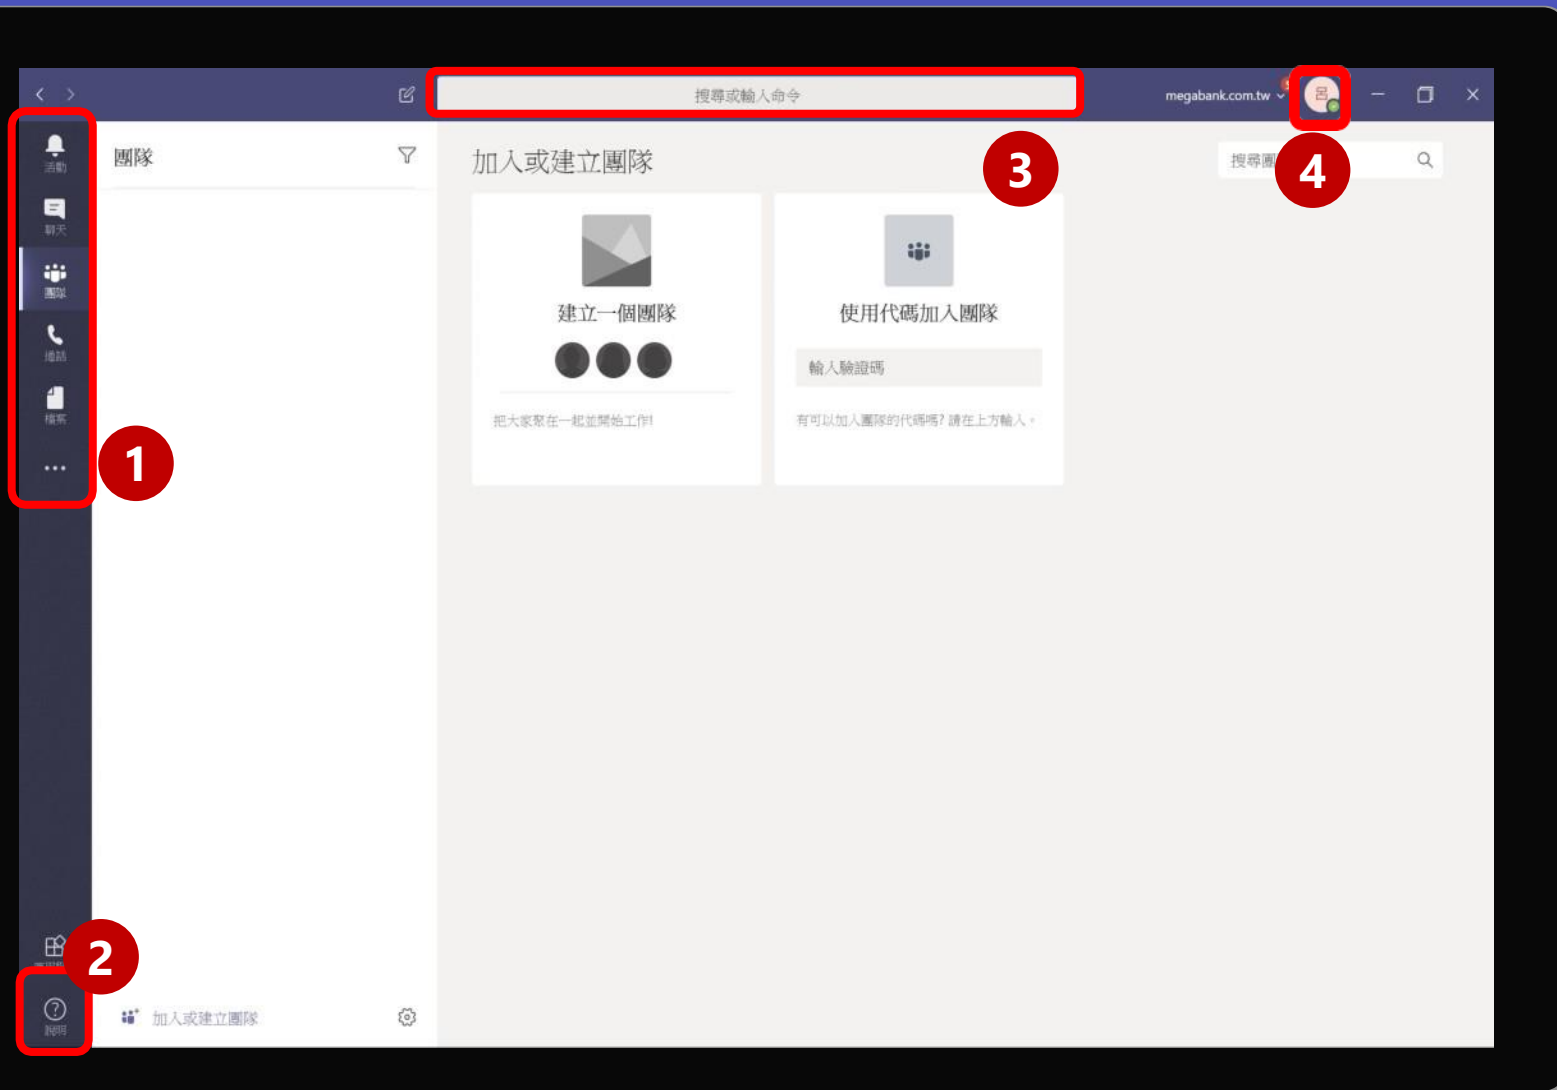 搜尋或輸入命令
megabank.com.tw
呂
活動
聊天
團隊
通話
檔案
1
團隊
加入或建立團隊
3
搜尋團
4
建立一個團隊
把大家聚在一起並開始工作!
使用代碼加入團隊
輸入驗證碼
有可以加入團隊的代碼嗎? 請在上方輸入。
2
說明
加入或建立團隊